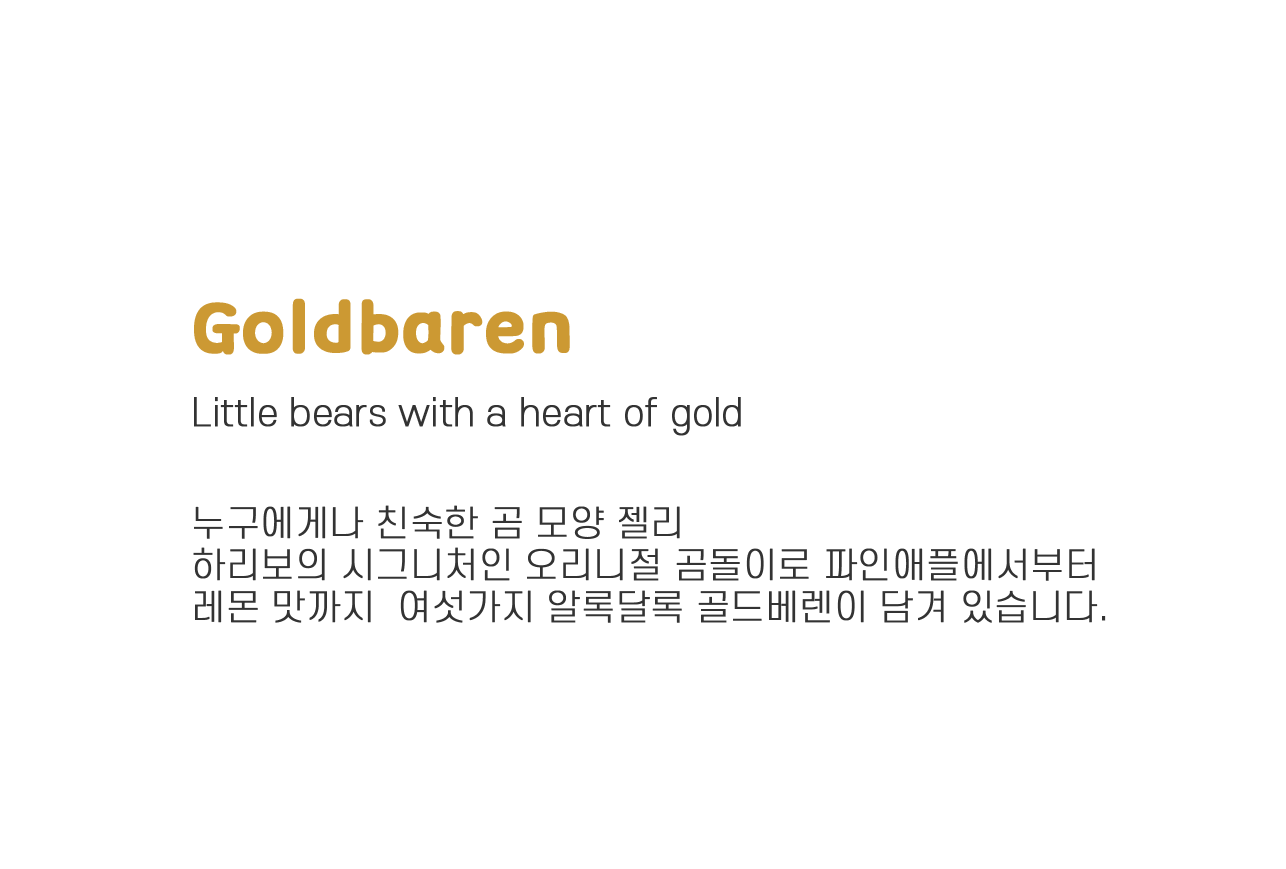 Goldbaren
Little bears with a heart of gold
누구에게나 친숙한 곰 모양 젤리
하리보의 시그니처인 오리니절 곰돌이로 파인애플에서부터
레몬 맛까지  여섯가지 알록달록 골드베렌이 담겨 있습니다.